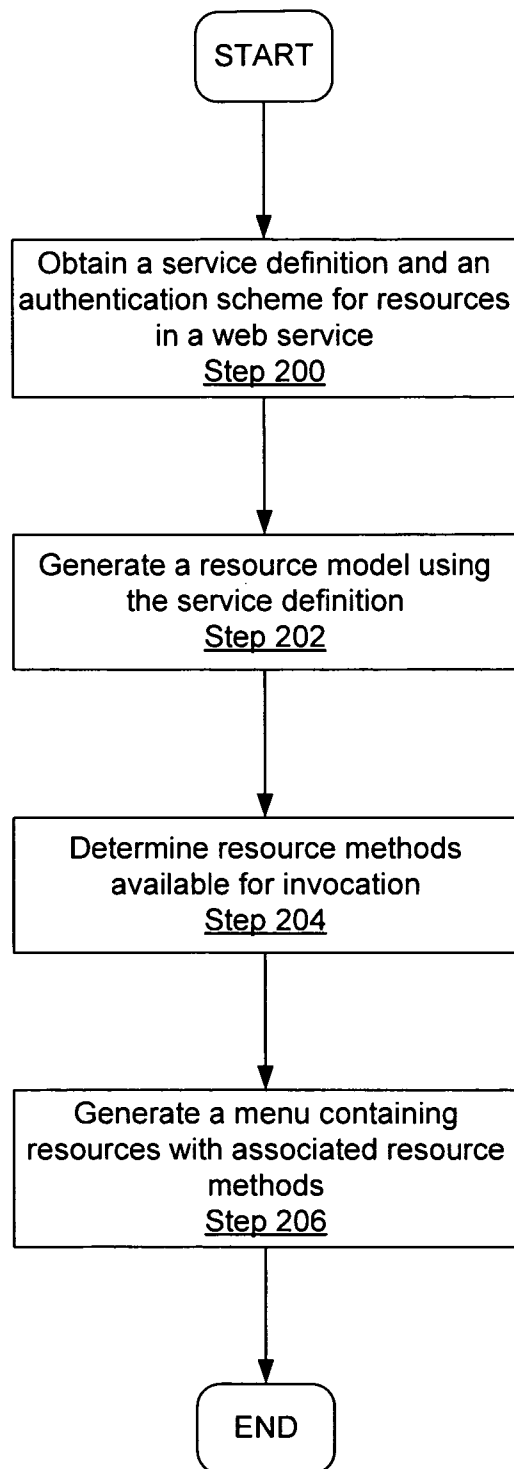 START
Obtain a service definition and an
authentication scheme for resources
in a web service
Step 200
Generate a resource model using
the service definition
Step 202
Determine resource methods
available for invocation
Step 204
Generate a menu containing
resources with associated resource
methods
Step 206
END